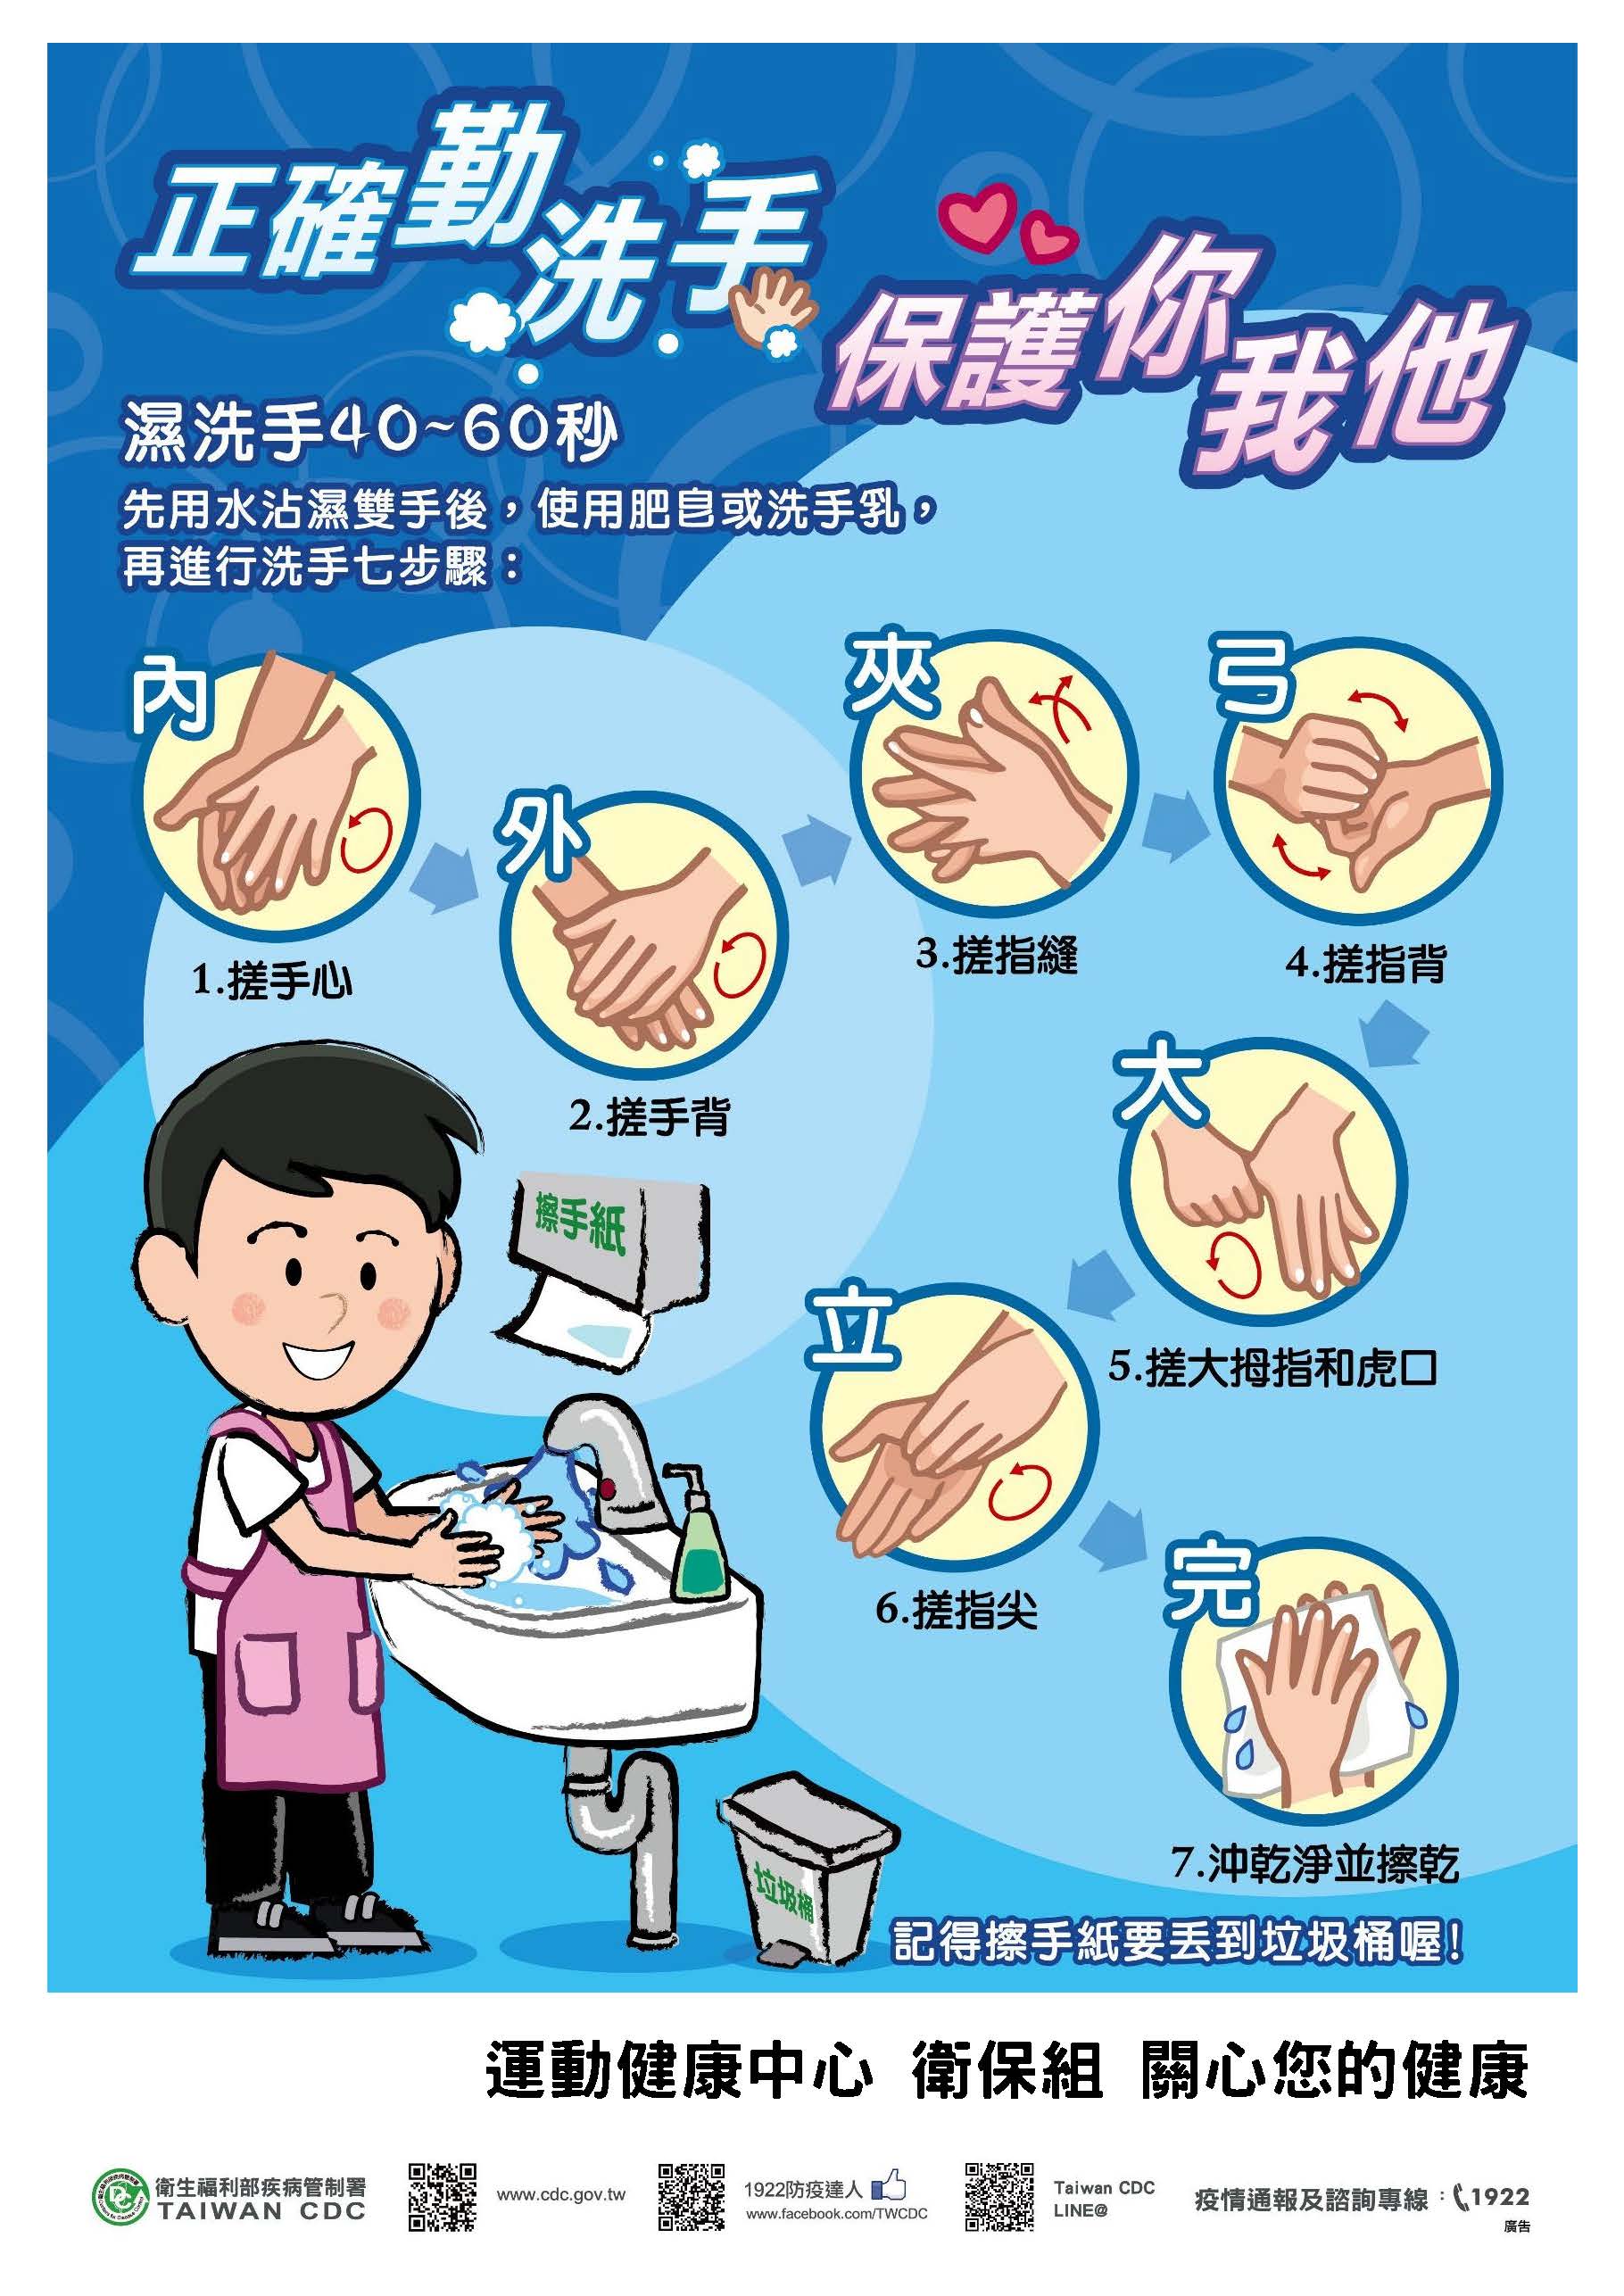 正確勤洗手
保護你我他
濕洗手40~60秒
先用水沾濕雙手後，使用肥皂或洗手乳，
再進行洗手七步驟：
內
1.搓手心
外
2.搓手背
夾
3.搓指縫
弓
4.搓指背
大
5.搓大拇指和虎口
立
6.搓指尖
完
7.沖乾淨並擦乾
擦手紙
垃圾桶
記得擦手紙要丟到垃圾桶喔!
運動健康中心 衛保組 關心您的健康
衛生福利部疾病管制署
TAIWAN CDC
www.cdc.gov.tw
1922防疫達人
www.facebook.com/TWCDC
Taiwan CDC
LINE@
疫情通報及諮詢專線：1922
廣告